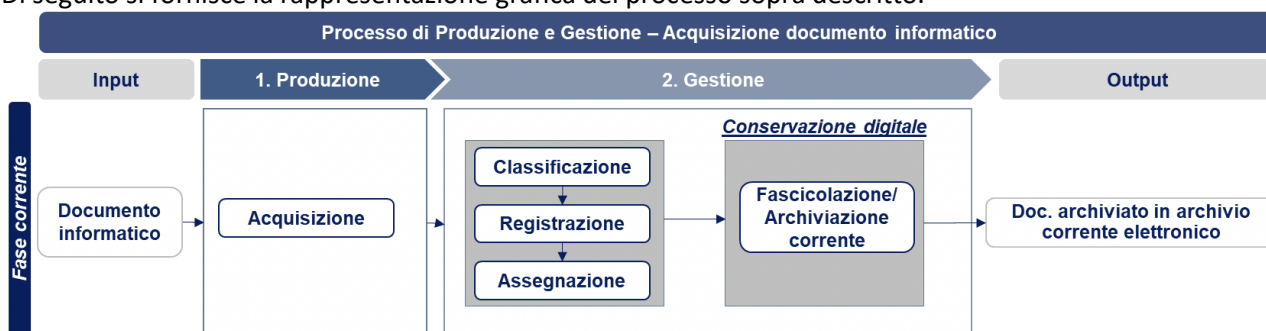 Di seguito si fornisce la rappresentazione grafica del processo sopra descritto.
Processo di Produzione e Gestione – Acquisizione documento informatico
Input
1. Produzione
2. Gestione
Output
Fase corrente
Documento
informatico
Acquisizione
Classificazione
Registrazione
Assegnazione
Conservazione digitale
Fascicolazione/
Archiviazione
corrente
Doc. archiviato in archivio
corrente elettronico